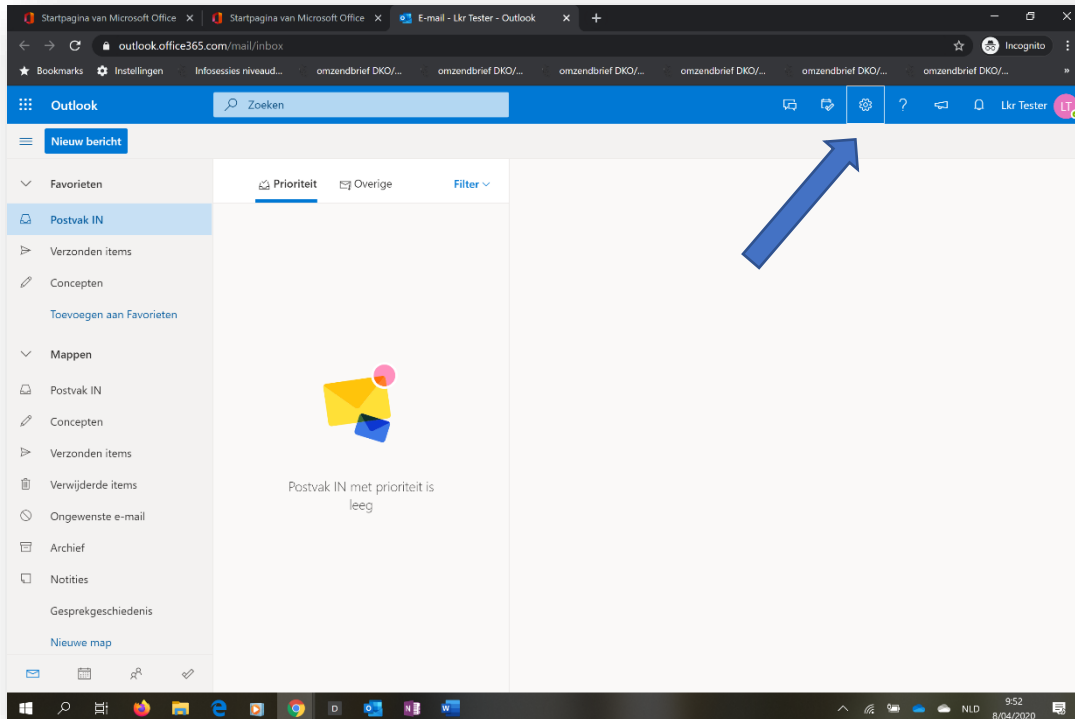 Startpagina van Microsoft Office
Startpagina van Microsoft Office
E-mail - Lkr Tester - Outlook
outlook.office365.com/mail/inbox
Incognito
Bookmarks
Instellingen
Infosessies niveaud...
omzendbrief DKO/...
omzendbrief DKO/...
omzendbrief DKO/...
omzendbrief DKO/...
omzendbrief DKO/...
omzendbrief DKO/...
»
Outlook
Zoeken
?
Lkr Tester
LT
Nieuw bericht
Favorieten
Prioriteit
Overige
Filter
Postvak IN
Verzonden items
Concepten
Toevoegen aan Favorieten
Mappen
Postvak IN
Concepten
Verzonden items
Verwijderde items
Ongewenste e-mail
Archief
Notities
Gesprekgeschiedenis
Nieuwe map
Postvak IN met prioriteit is
leeg
D
NLD
9:52
8/04/2020